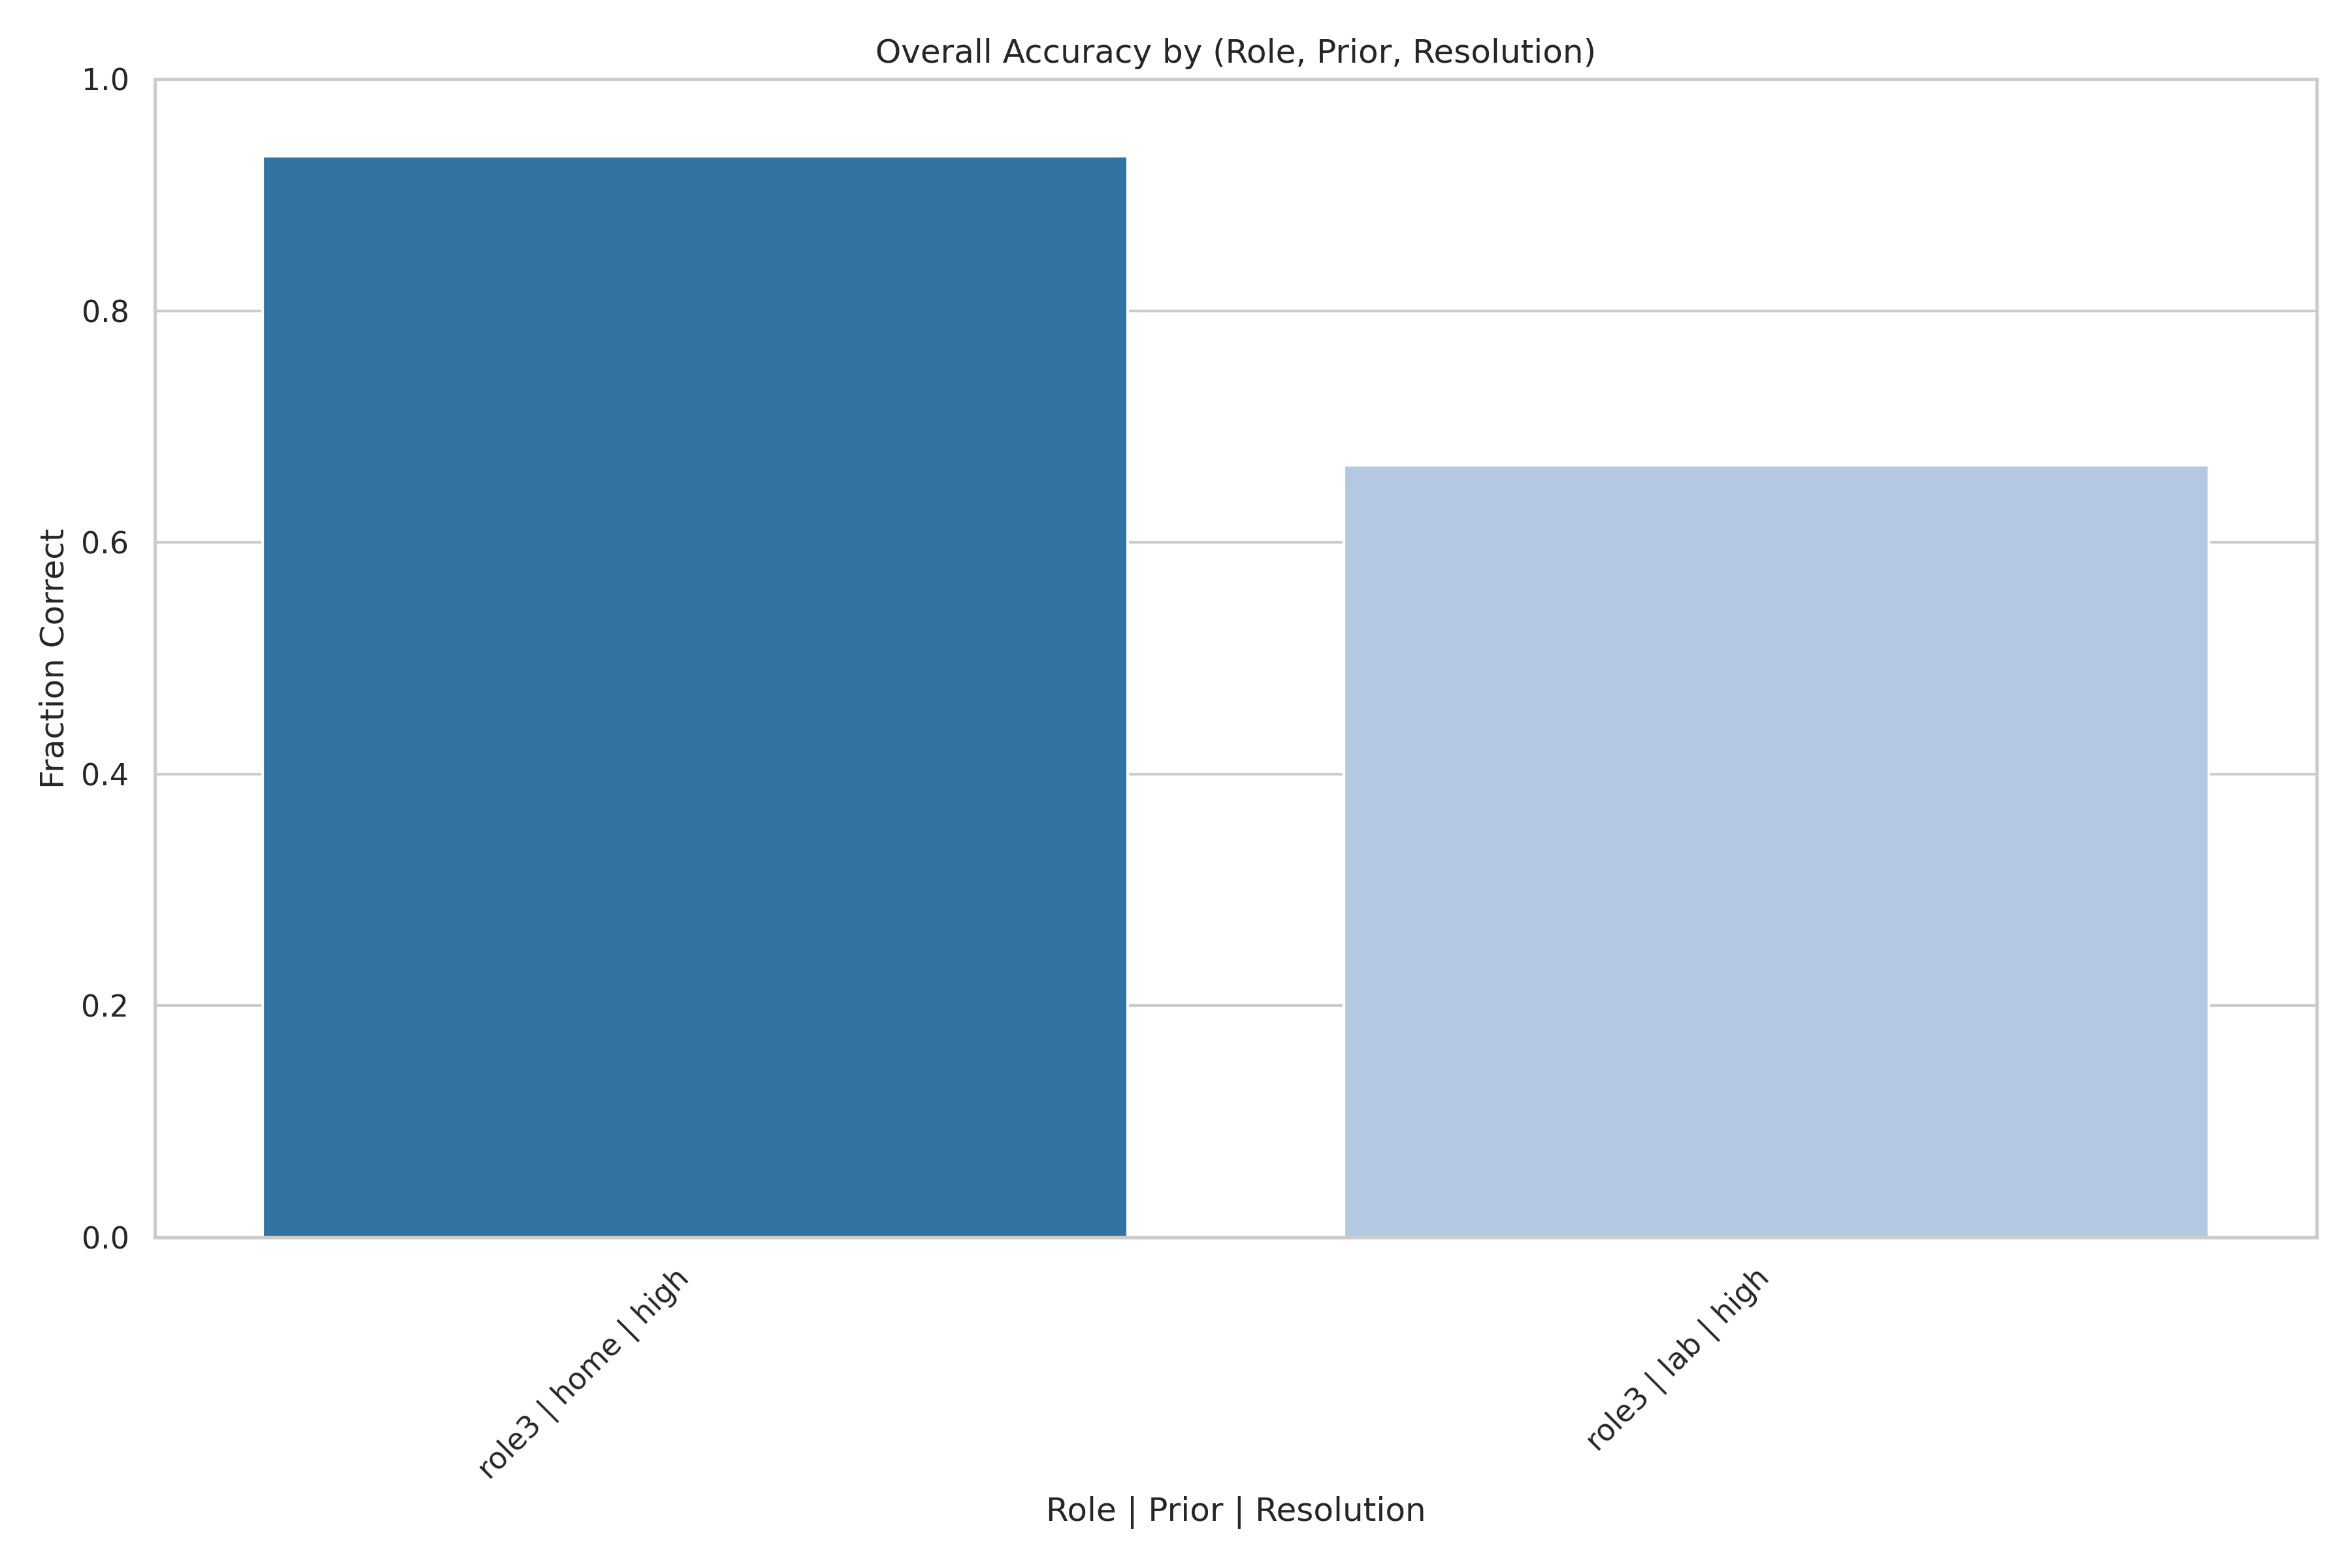 Overall Accuracy by (Role, Prior, Resolution)
1.0
0.8
0.6
0.4
0.2
0.0
Fraction Correct
role3 | home | high
role3 | lab | high
Role | Prior | Resolution